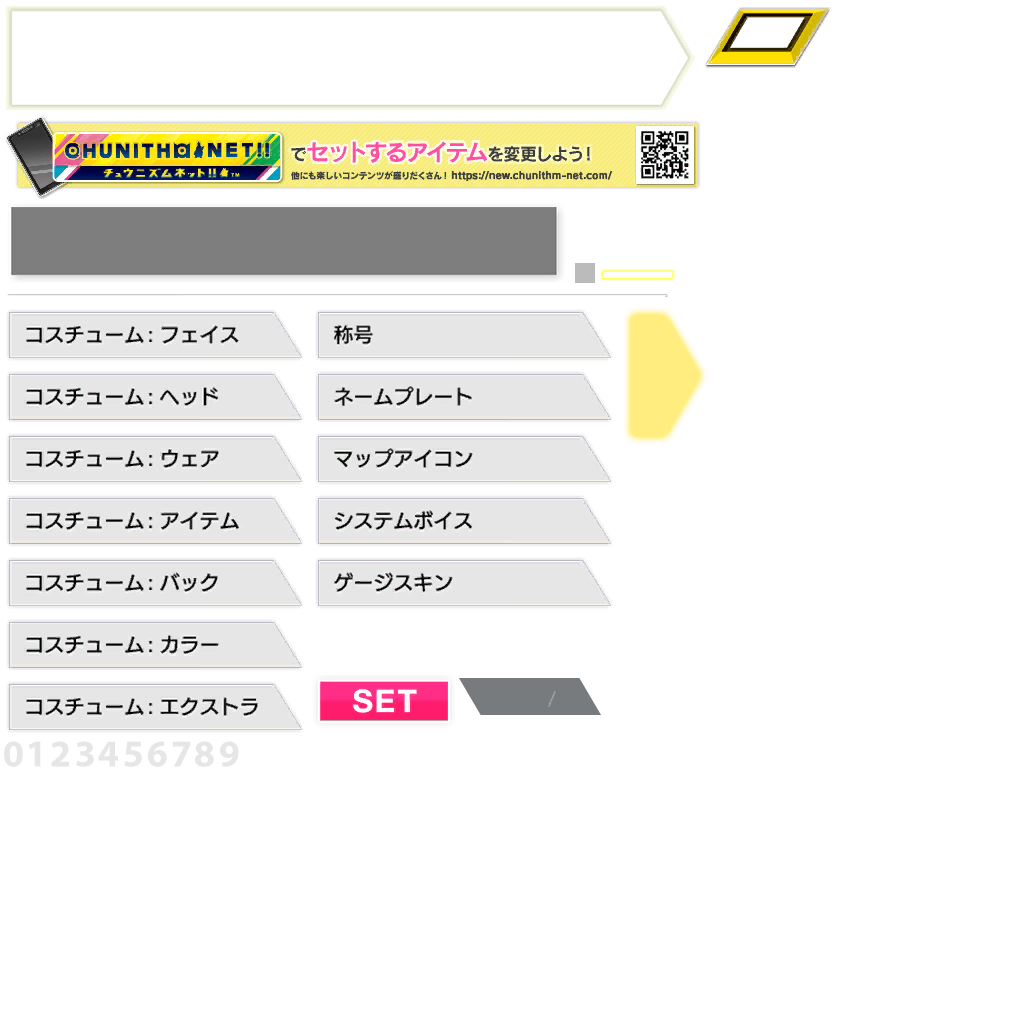 CHUNITHM-NET!!
チュウニズムネット!!
TM
でセットするアイテムを変更しよう!
他にも楽しいコンテンツが盛りだくさん! https://new.chunithm-net.com/
コスチューム: フェイス
称号
コスチューム: ヘッド
ネームプレート
コスチューム: ウェア
マップアイコン
コスチューム: アイテム
システムボイス
コスチューム: バック
ゲージスキン
コスチューム: カラー
コスチューム: エクストラ
SET
/
0123456789